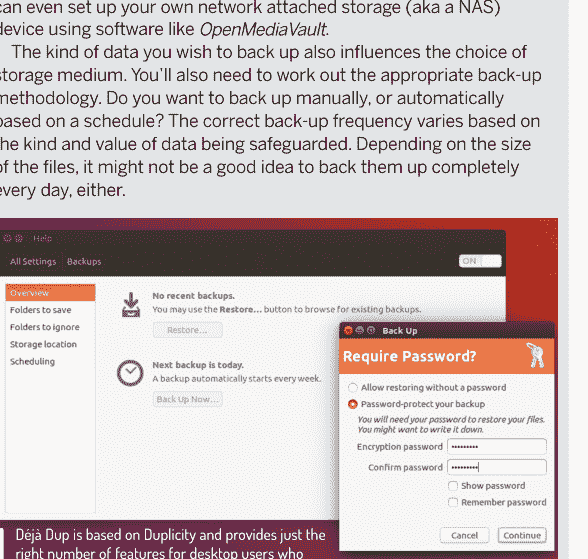 can even set up your own network attached storage (aka a NAS)
device using software like OpenMediaVault.
The kind of data you wish to back up also influences the choice of
storage medium. You'll also need to work out the appropriate back-up
methodology. Do you want to back up manually, or automatically
based on a schedule? The correct back-up frequency varies based on
the kind and value of data being safeguarded. Depending on the size
of the files, it might not be a good idea to back them up completely
every day, either.
Help
All Settings Backups
ON
Overview
Folders to save
Folders to ignore
Storage location
Scheduling
No recent backups.
You may use the Restore... button to browse for existing backups.
Restore...
Next backup is today.
A backup automatically starts every week.
Back Up Now...
Back Up
Require Password?
Allow restoring without a password
Password-protect your backup
You will need your password to restore your files.
You might want to write it down.
Encryption password
Confirm password
Show password
Remember password
Cancel Continue
Déjà Dup is based on Duplicity and provides just the
right number of features for desktop users who